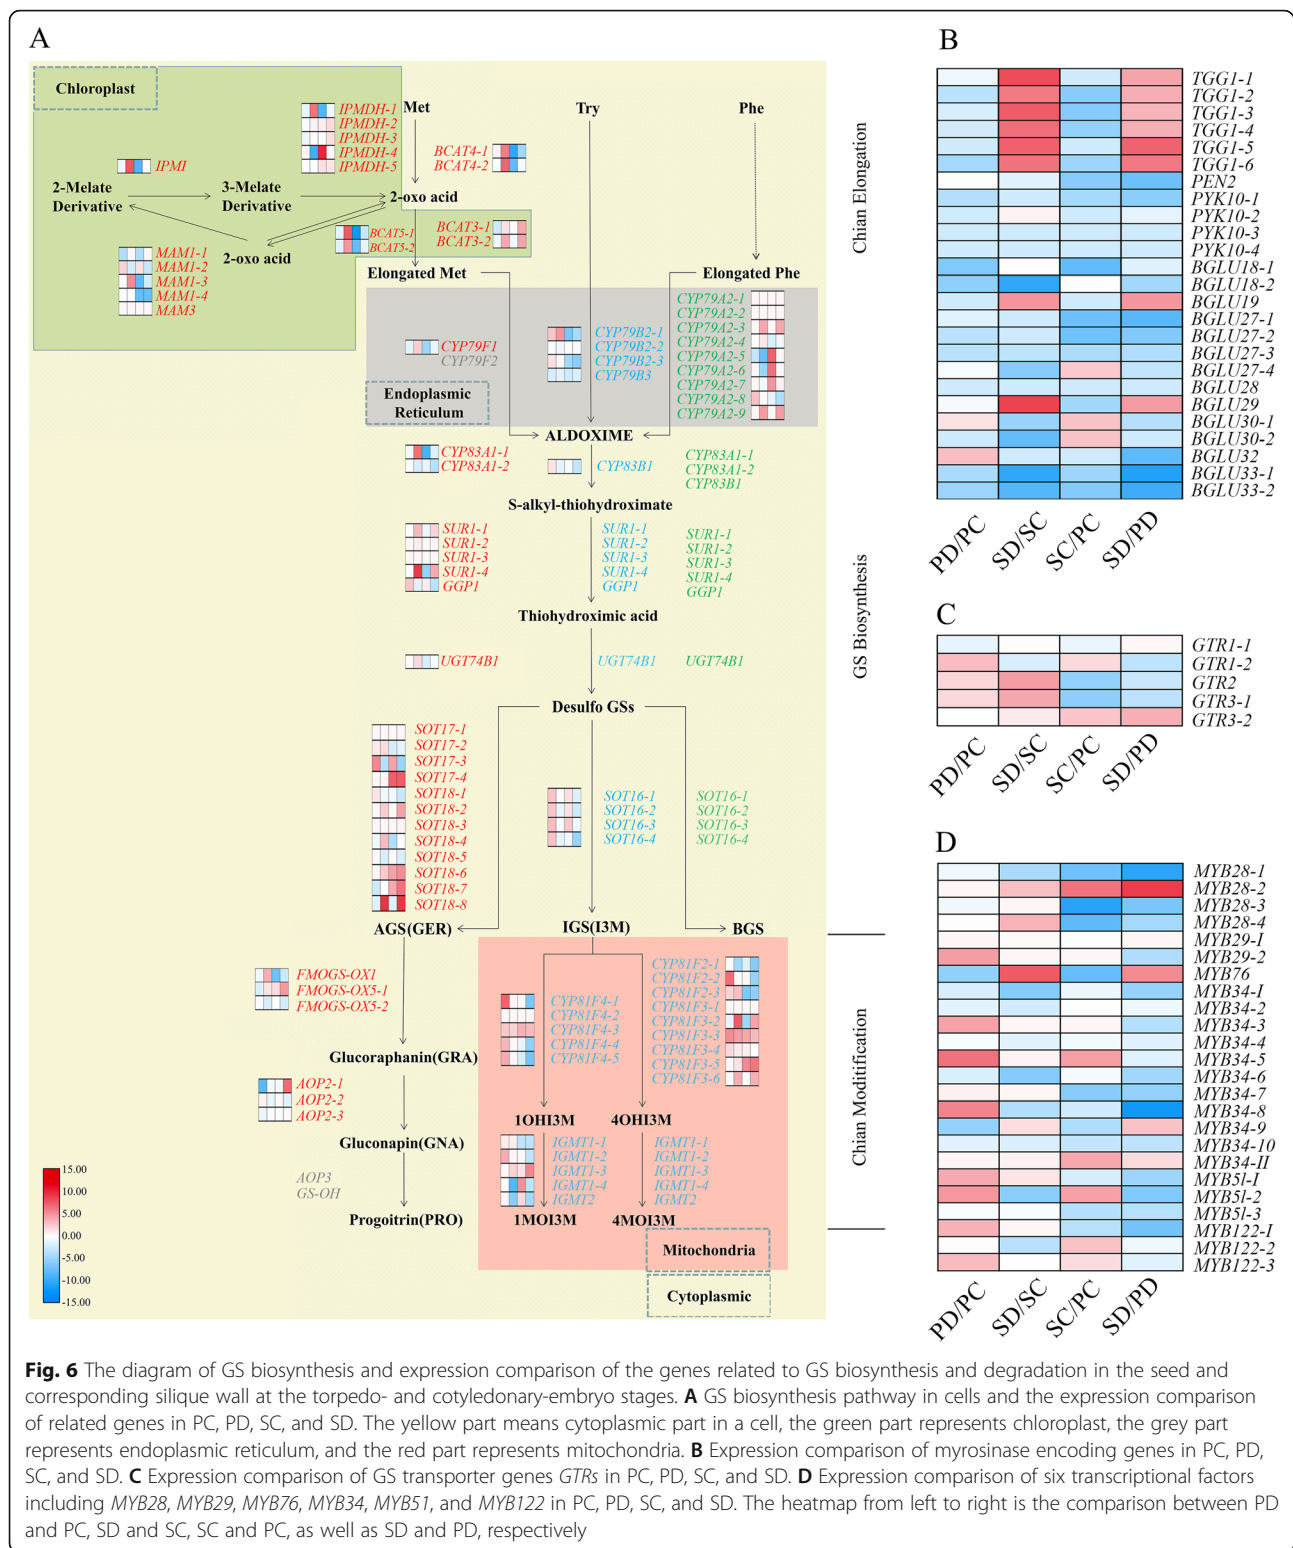 A
Chloroplast
Met
Try
Phe
IPMDH-1
IPMDH-2
IPMDH-3
IPMDH-4
IPMDH-5
BCAT4-1
BCAT4-2
IPMI
2-Melate
Derivative
3-Melate
Derivative
2-oxo acid
BCAT5-1
BCAT5-2
BCAT3-1
BCAT3-2
2-oxo acid
MAM1-1
MAM1-2
MAM1-3
MAM1-4
MAM3
Elongated Met
Elongated Phe
CYP79F1
CYP79F2
CYP79B2-1
CYP79B2-2
CYP79B2-3
CYP79B3
CYP79A2-1
CYP79A2-2
CYP79A2-3
CYP79A2-4
CYP79A2-5
CYP79A2-6
CYP79A2-7
CYP79A2-8
CYP79A2-9
Endoplasmic
Reticulum
ALDOXIME
CYP83A1-1
CYP83A1-2
CYP83B1
CYP83A1-1
CYP83A1-2
CYP83B1
S-alkyl-thiohydroximate
SUR1-1
SUR1-2
SUR1-3
SUR1-4
GGP1
SUR1-1
SUR1-2
SUR1-3
SUR1-4
GGP1
SUR1-1
SUR1-2
SUR1-3
SUR1-4
GGP1
Thiohydroximic acid
UGT74B1
UGT74B1
UGT74B1
Desulfo GSs
SOT17-1
SOT17-2
SOT17-3
SOT17-4
SOT18-1
SOT18-2
SOT18-3
SOT18-4
SOT18-5
SOT18-6
SOT18-7
SOT18-8
SOT16-1
SOT16-2
SOT16-3
SOT16-4
SOT16-1
SOT16-2
SOT16-3
SOT16-4
AGS(GER)
IGS(I3M)
BGS
FMOGS-OX1
FMOGS-OX5-1
FMOGS-OX5-2
CYP81F4-1
CYP81F4-2
CYP81F4-3
CYP81F4-4
CYP81F4-5
CYP81F2-1
CYP81F2-2
CYP81F2-3
CYP81F3-1
CYP81F3-2
CYP81F3-3
CYP81F3-4
CYP81F3-5
CYP81F3-6
Glucoraphanin(GRA)
AOP2-1
AOP2-2
AOP2-3
1OHI3M
4OHI3M
Gluconapin(GNA)
IGMT1-1
IGMT1-2
IGMT1-3
IGMT1-4
IGMT2
IGMT1-1
IGMT1-2
IGMT1-3
IGMT1-4
IGMT2
AOP3
GS-OH
Progoitrin(PRO)
1MOI3M
4MOI3M
Mitochondria
Cytoplasmic
15.00
10.00
5.00
0.00
-5.00
-10.00
-15.00
Chian Elongation
GS Biosynthesis
Chian Moditification
B
TGG1-1
TGG1-2
TGG1-3
TGG1-4
TGG1-5
TGG1-6
PEN2
PYK10-1
PYK10-2
PYK10-3
PYK10-4
BGLU18-1
BGLU18-2
BGLU19
BGLU27-1
BGLU27-2
BGLU27-3
BGLU27-4
BGLU28
BGLU29
BGLU30-1
BGLU30-2
BGLU32
BGLU33-1
BGLU33-2
PD/PC SD/SC SC/PC SD/PD
C
GTR1-1
GTR1-2
GTR2
GTR3-1
GTR3-2
PD/PC SD/SC SC/PC SD/PD
D
MYB28-1
MYB28-2
MYB28-3
MYB28-4
MYB29-I
MYB29-2
MYB76
MYB34-I
MYB34-2
MYB34-3
MYB34-4
MYB34-5
MYB34-6
MYB34-7
MYB34-8
MYB34-9
MYB34-10
MYB34-II
MYB5l-I
MYB5l-2
MYB5l-3
MYB122-I
MYB122-2
MYB122-3
PD/PC SD/SC SC/PC SD/PD
Fig. 6 The diagram of GS biosynthesis and expression comparison of the genes related to GS biosynthesis and degradation in the seed and
corresponding silique wall at the torpedo- and cotyledonary-embryo stages. A GS biosynthesis pathway in cells and the expression comparison
of related genes in PC, PD, SC, and SD. The yellow part means cytoplasmic part in a cell, the green part represents chloroplast, the grey part
represents endoplasmic reticulum, and the red part represents mitochondria. B Expression comparison of myrosinase encoding genes in PC, PD,
SC, and SD. C Expression comparison of GS transporter genes GTRs in PC, PD, SC, and SD. D Expression comparison of six transcriptional factors
including MYB28, MYB29, MYB76, MYB34, MYB51, and MYB122 in PC, PD, SC, and SD. The heatmap from left to right is the comparison between PD
and PC, SD and SC, SC and PC, as well as SD and PD, respectively